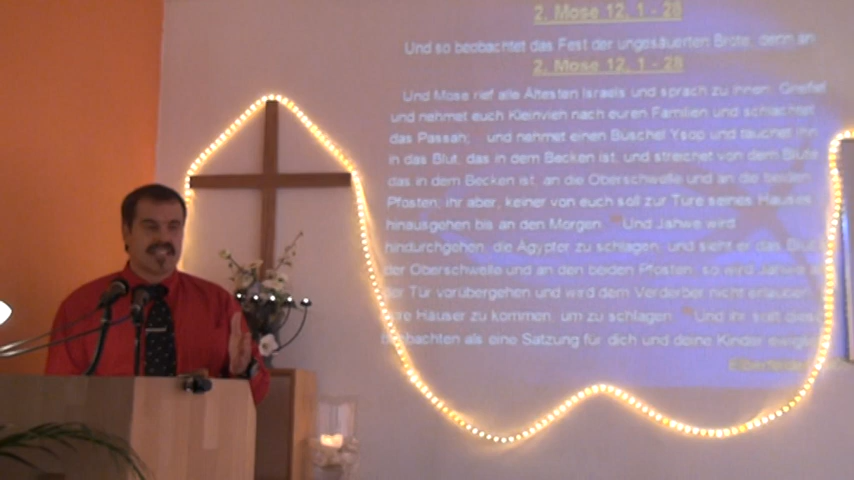 2. Mose 12, 1 - 28
Und so beobachtet das Fest der ungesäuerten Brote, denn an
2. Mose 12, 1 - 28
Und Mose rief alle Ältesten Israels und sprach zu ihnen: Greifet
und nehmet euch Kleinvieh nach euren Familien und schlachtet
das Passah; und nehmet einen Büschel Ysop und tauchet ihn
in das Blut, das in dem Becken ist, und streichet von dem Blute,
das in dem Becken ist, an die Oberschwelle und an die beiden
Pfosten; ihr aber, keiner von euch soll zur Türe seines Hauses
hinausgehen bis an den Morgen. Und Jahwe wird
hindurchgehen, die Ägypter zu schlagen; und sieht er das Blut
der Oberschwelle und an den beiden Pfosten, so wird Jahwe
der Tür vorübergehen und wird dem Verderber nicht erlauben,
Häuser zu kommen, um zu schlagen. Und ihr sollt dies
beobachten als eine Satzung für dich und deine Kinder